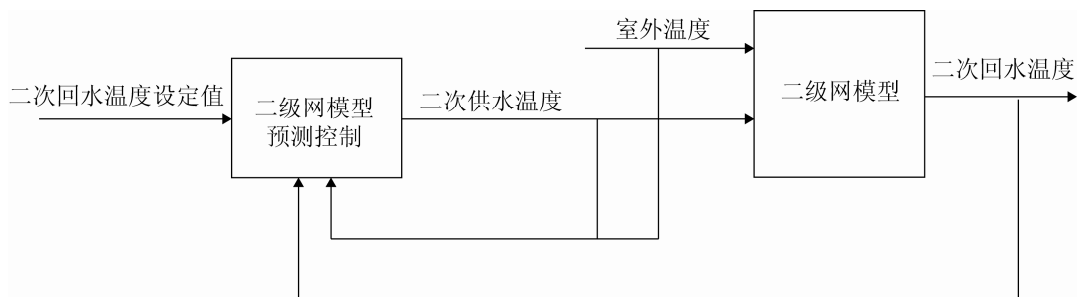 室外温度
二次回水温度设定值
二级网模型
预测控制
二次供水温度
二级网模型
二次回水温度